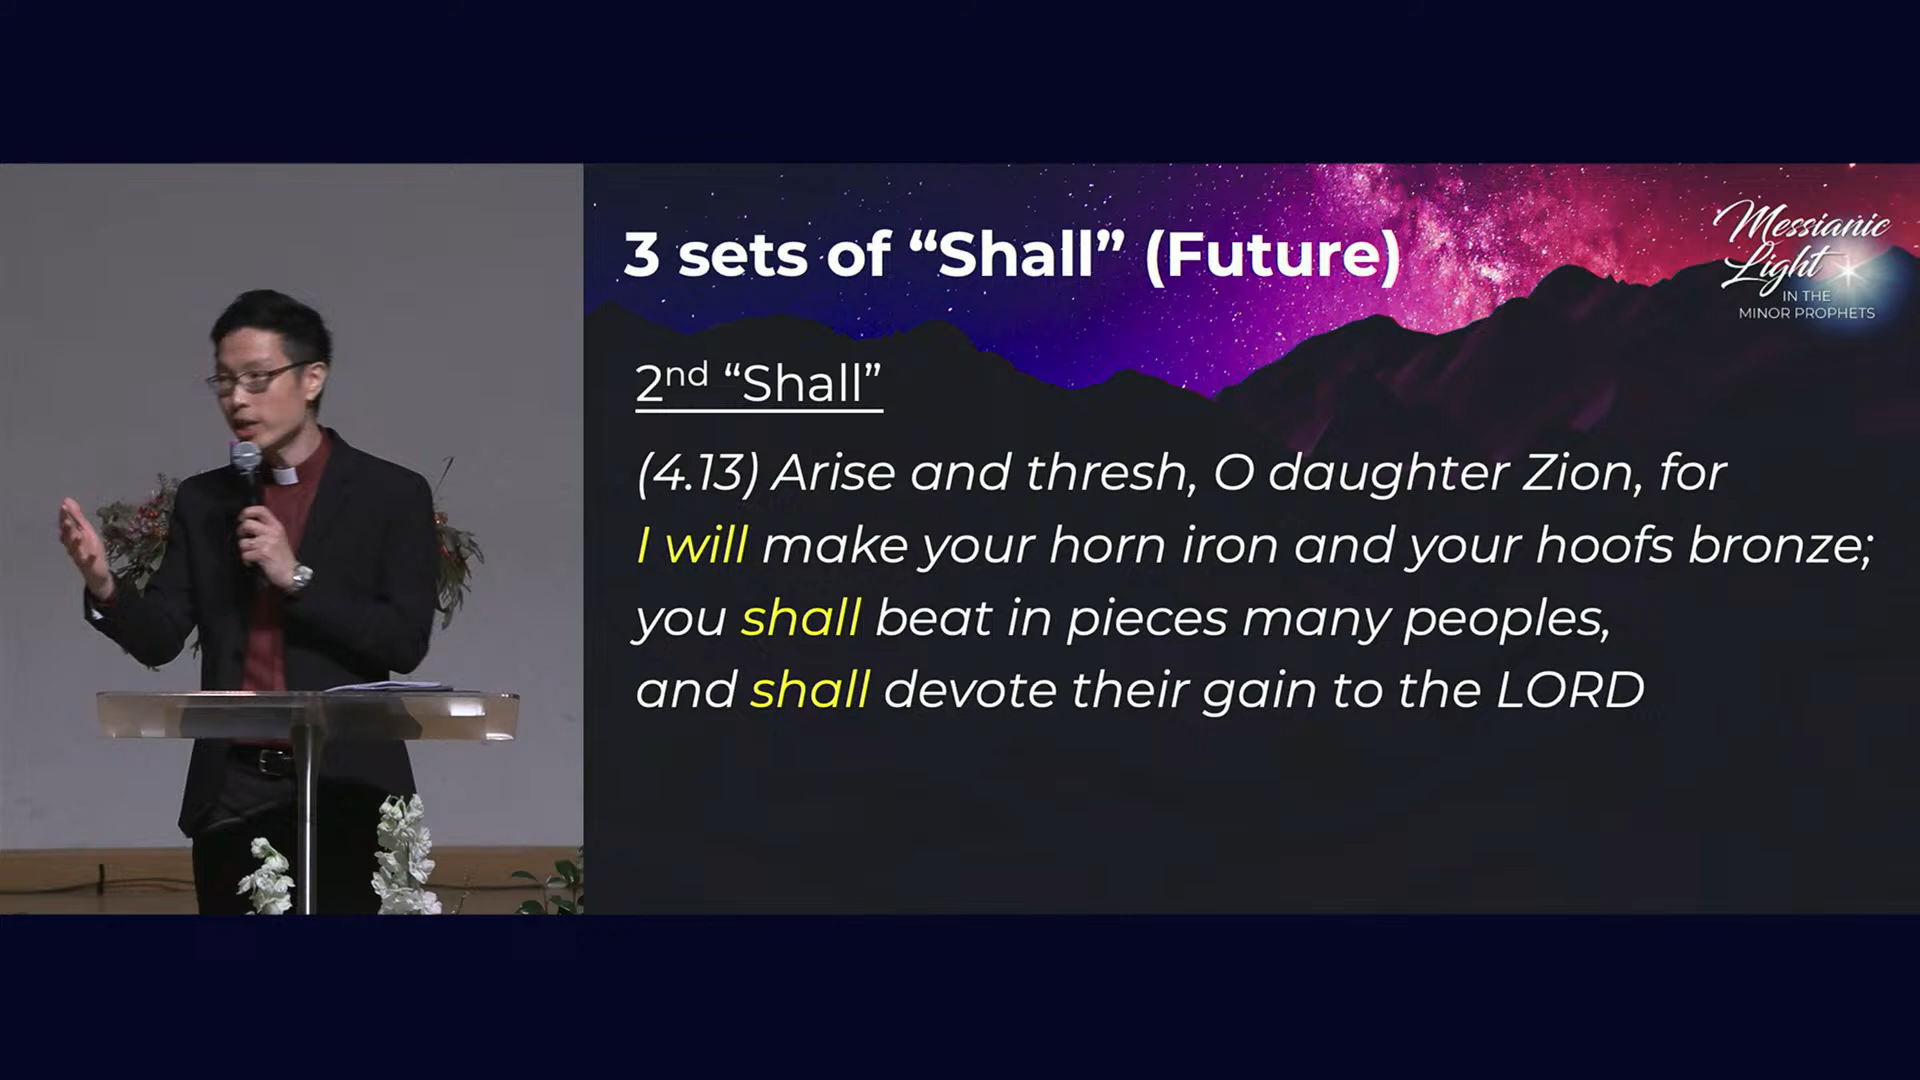 3 sets of “Shall” (Future)
Messianic
Light
IN THE
MINOR PROPHETS
2nd “Shall”
(4.13) Arise and thresh, O daughter Zion, for
I will make your horn iron and your hoofs bronze;
you shall beat in pieces many peoples,
and shall devote their gain to the LORD